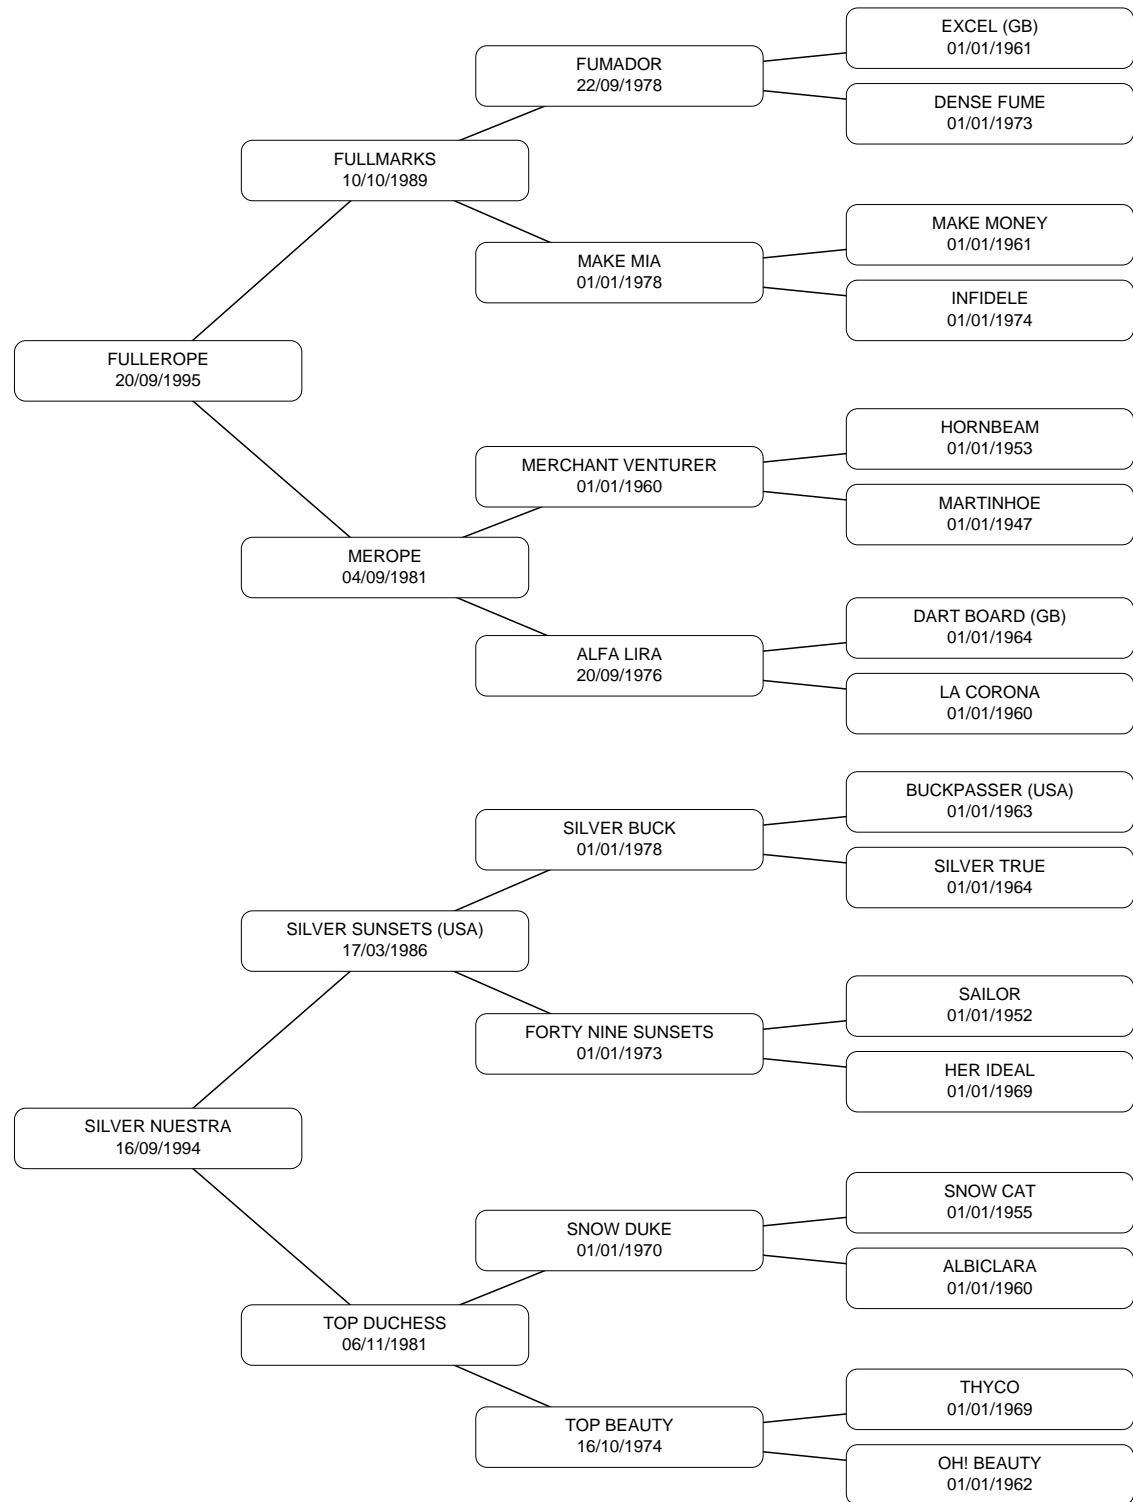 EXCEL (GB)
01/01/1961
FUMADOR
22/09/1978
DENSE FUME
01/01/1973
FULLMARKS
10/10/1989
MAKE MONEY
01/01/1961
MAKE MIA
01/01/1978
INFIDELE
01/01/1974
FULLEROPE
20/09/1995
HORNBEAM
01/01/1953
MERCHANT VENTURER
01/01/1960
MARTINHOE
01/01/1947
MEROPE
04/09/1981
DART BOARD (GB)
01/01/1964
ALFA LIRA
20/09/1976
LA CORONA
01/01/1960
BUCKPASSER (USA)
01/01/1963
SILVER BUCK
01/01/1978
SILVER TRUE
01/01/1964
SILVER SUNSETS (USA)
17/03/1986
SAILOR
01/01/1952
FORTY NINE SUNSETS
01/01/1973
HER IDEAL
01/01/1969
SILVER NUESTRA
16/09/1994
SNOW CAT
01/01/1955
SNOW DUKE
01/01/1970
ALBICLARA
01/01/1960
TOP DUCHESS
06/11/1981
THYCO
01/01/1969
TOP BEAUTY
16/10/1974
OH! BEAUTY
01/01/1962